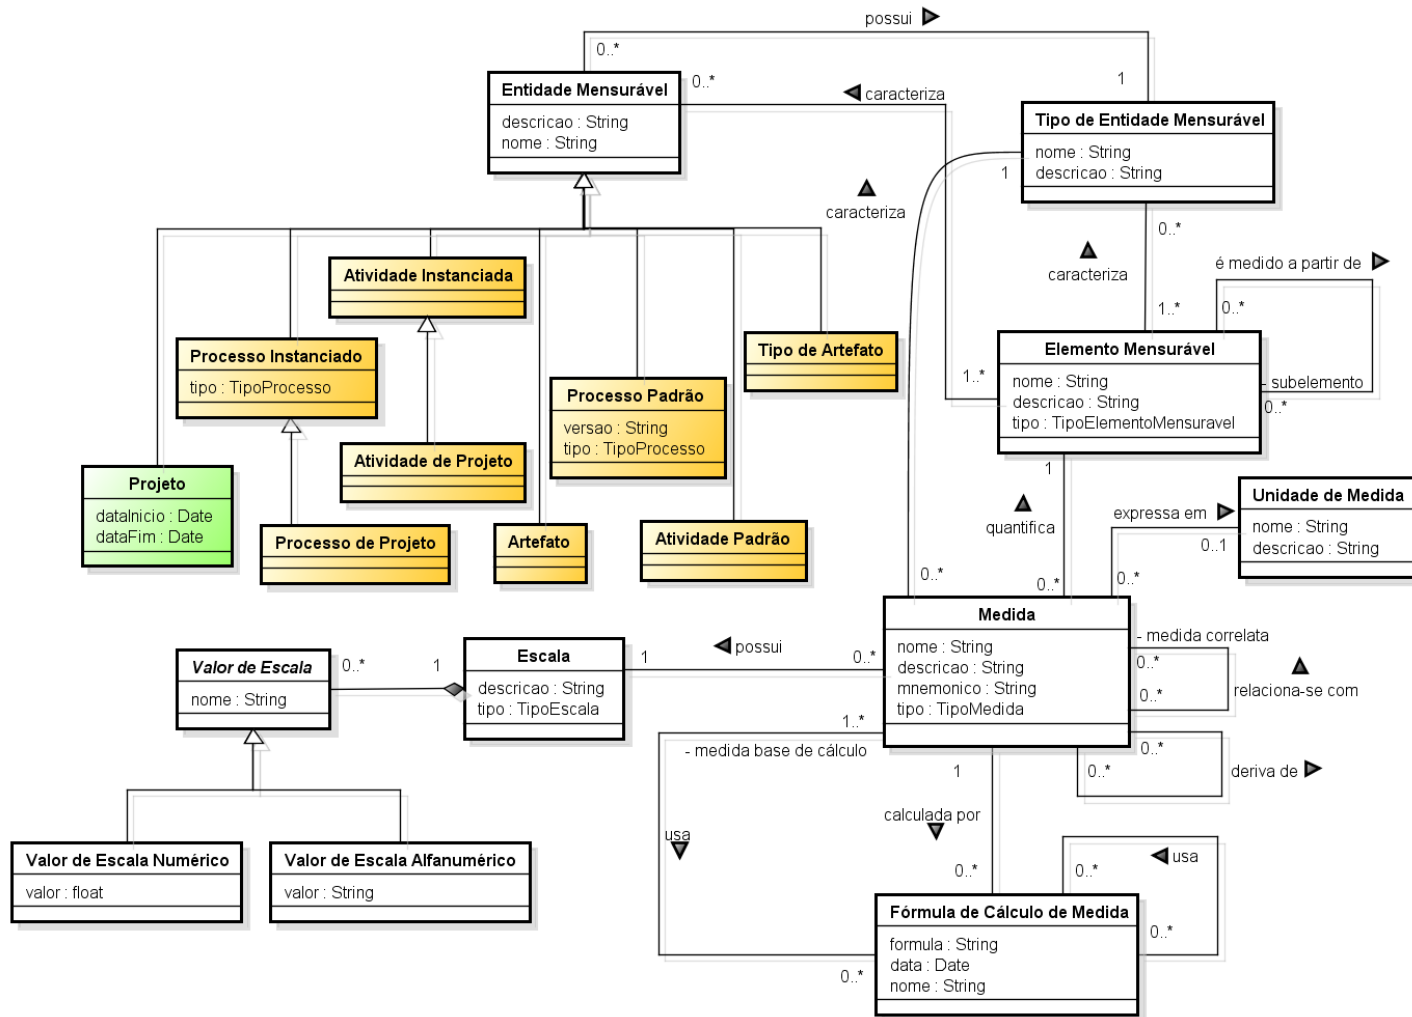 possui
0..*
1
Entidade Mensurável
descricao : String
nome : String
0..*
caracteriza
Tipo de Entidade Mensurável
nome : String
descricao : String
1
caracteriza
0..*
caracteriza
1..*
é medido a partir de
0..*
Elemento Mensurável
nome : String
descricao : String
tipo : TipoElementoMensuravel
1..*
- subelemento
0..*
1
Atividade Instanciada
Processo Instanciado
tipo : TipoProcesso
Tipo de Artefato
Processo Padrão
versao : String
tipo : TipoProcesso
Atividade de Projeto
Projeto
dataInicio : Date
dataFim : Date
Processo de Projeto
Artefato
Atividade Padrão
quantifica
expressa em
0..1
0..*
Unidade de Medida
nome : String
descricao : String
0..*
0..*
Medida
nome : String
descricao : String
mnemonico : String
tipo : TipoMedida
- medida correlata
0..*
relaciona-se com
0..*
0..*
deriva de
0..*
Valor de Escala
nome : String
0..*
1
Escala
descricao : String
tipo : TipoEscala
1
possui
0..*
1..*
- medida base de cálculo
1
calculada por
usa
0..*
0..*
usa
0..*
0..*
Valor de Escala Numérico
valor : float
Valor de Escala Alfanumérico
valor : String
Fórmula de Cálculo de Medida
formula : String
data : Date
nome : String